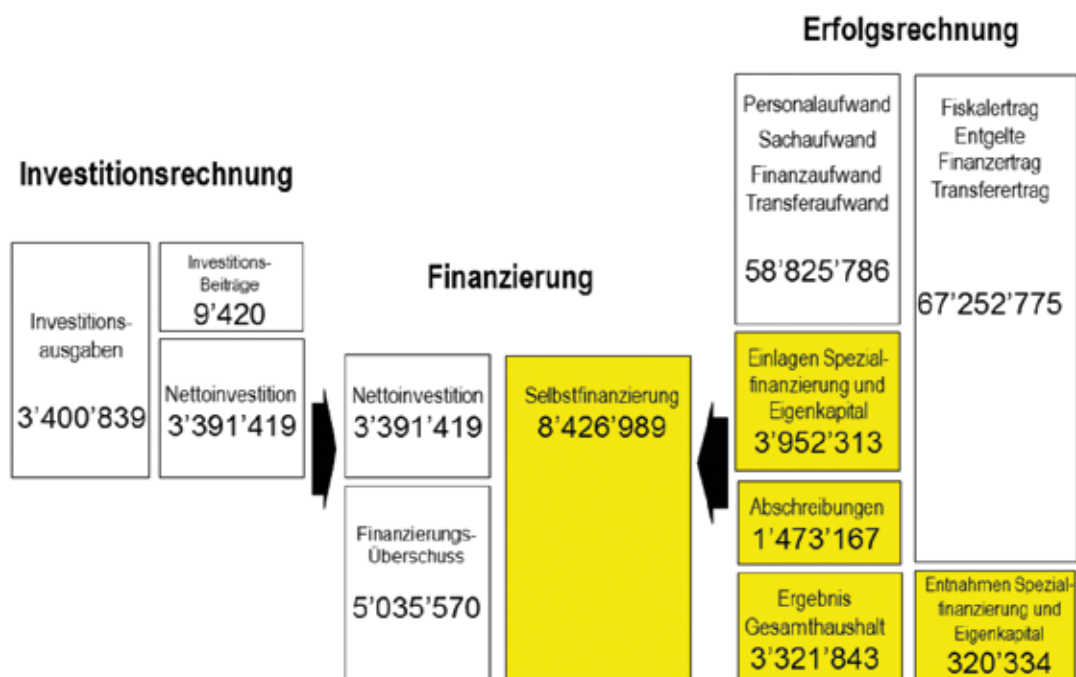 Erfolgsrechnung
Investitionsrechnung
Investitions-
ausgaben
3'400'839
Investitions-
Beiträge
9'420
Nettoinvestition
3'391'419
Finanzierung
Nettoinvestition
3'391'419
Finanzierungs-
Überschuss
5'035'570
Selbstfinanzierung
8'426'989
Personalaufwand
Sachaufwand
Finanzaufwand
Transferaufwand
58'825'786
Einlagen Spezial-
finanzierung und
Eigenkapital
3'952'313
Abschreibungen
1'473'167
Ergebnis
Gesamthaushalt
3'321'843
Fiskalertrag
Entgelte
Finanzertrag
Transferertrag
67'252'775
Entnahmen Spezial-
finanzierung und
Eigenkapital
320'334